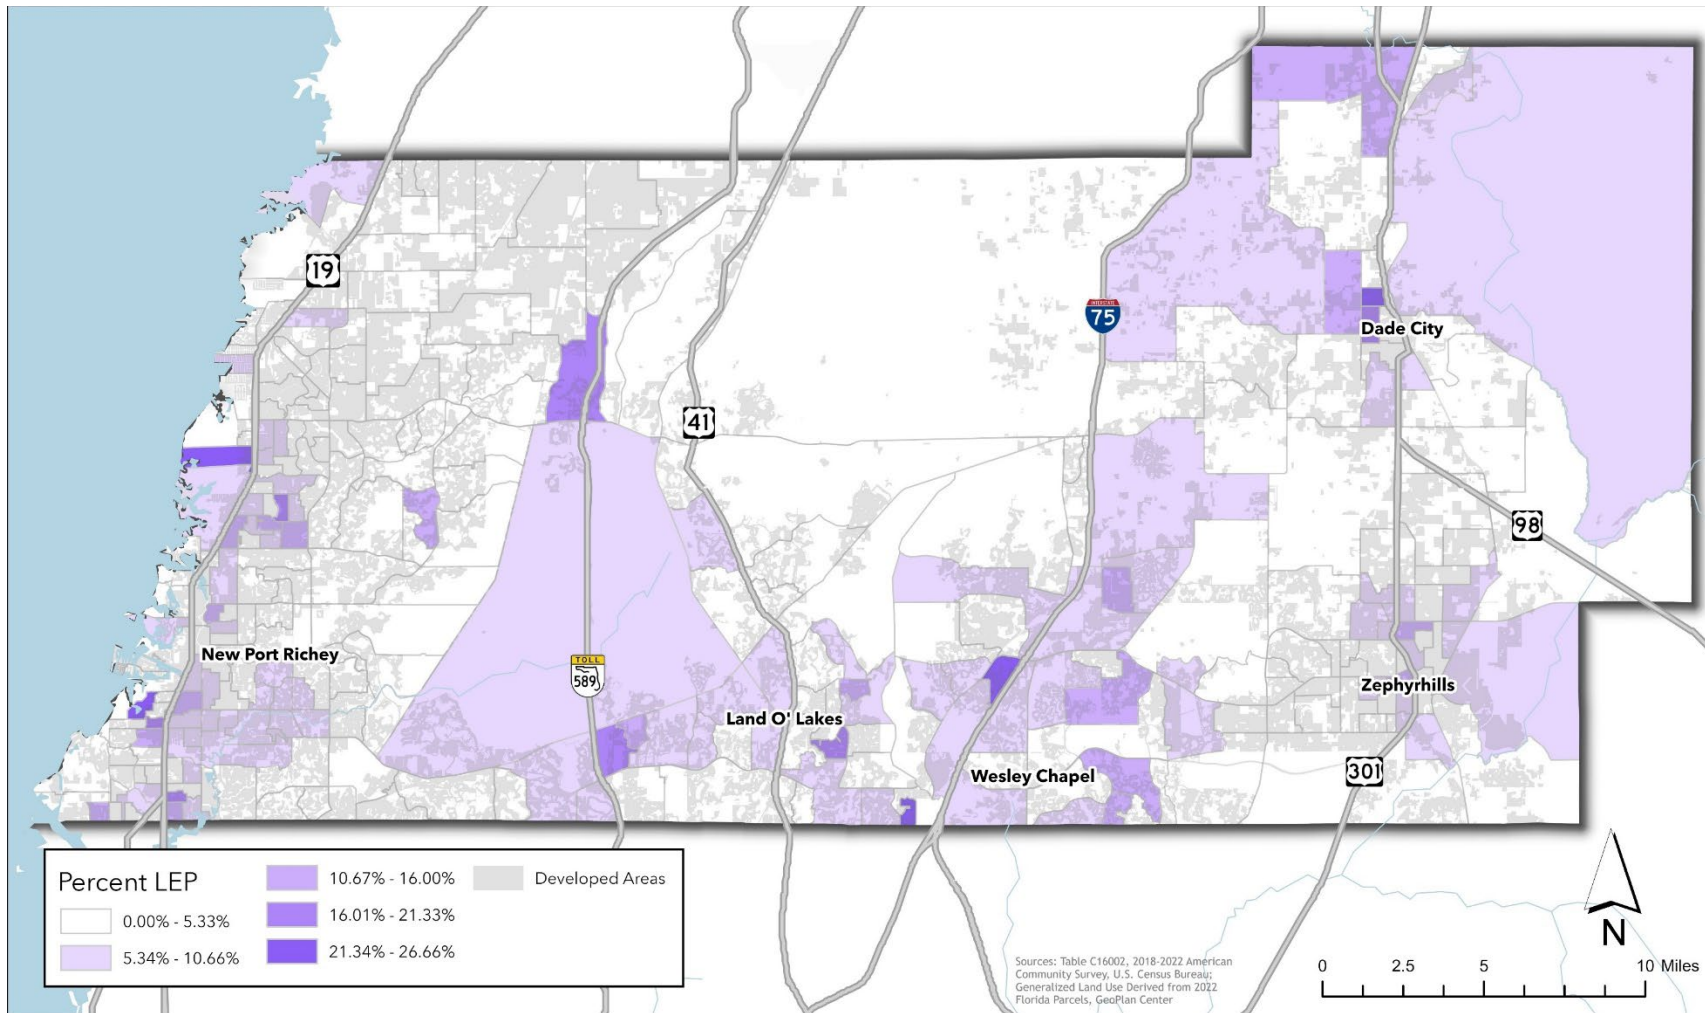 19
INTERSTATE
75
Dade City
41
98
New Port Richey
TOLL
589
Zephyrhills
Land O' Lakes
Wesley Chapel
301
Percent LEP
0.00% - 5.33%
5.34% - 10.66%
10.67% - 16.00%
16.01% - 21.33%
21.34% - 26.66%
Developed Areas
Sources: Table C16002, 2018-2022 American
Community Survey, U.S. Census Bureau;
Generalized Land Use Derived from 2022
Florida Parcels, GeoPlan Center
N
0 2.5 5 10 Miles